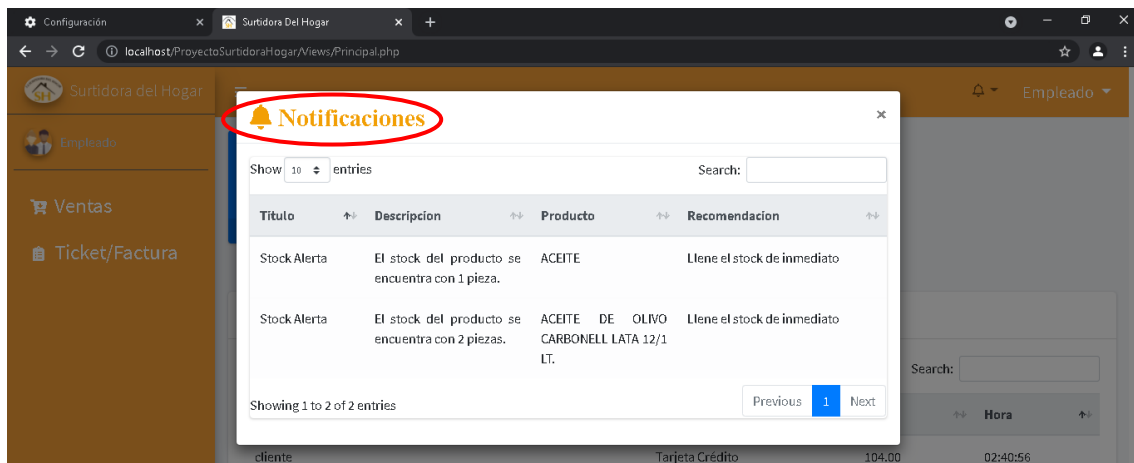 Configuración
Surtidora Del Hogar
localhost/ProyectoSurtidoraHogar/Views/Principal.php
Surtidora del Hogar
Empleado
Empleado
Ventas
Ticket/Factura
Notificaciones
Show 10 entries
Search:
Titulo Descripcion Producto Recomendacion
Stock Alerta El stock del producto se ACEITE Llene el stock de inmediato
encuentra con 1 pieza.
Stock Alerta El stock del producto se ACEITE DE OLIVO Llene el stock de inmediato
encuentra con 2 piezas. CARBONELL LATA 12/1
LT.
Showing 1 to 2 of 2 entries
Previous 1 Next
Search:
Hora
cliente Tarjeta Crédito 104.00 02:40:56